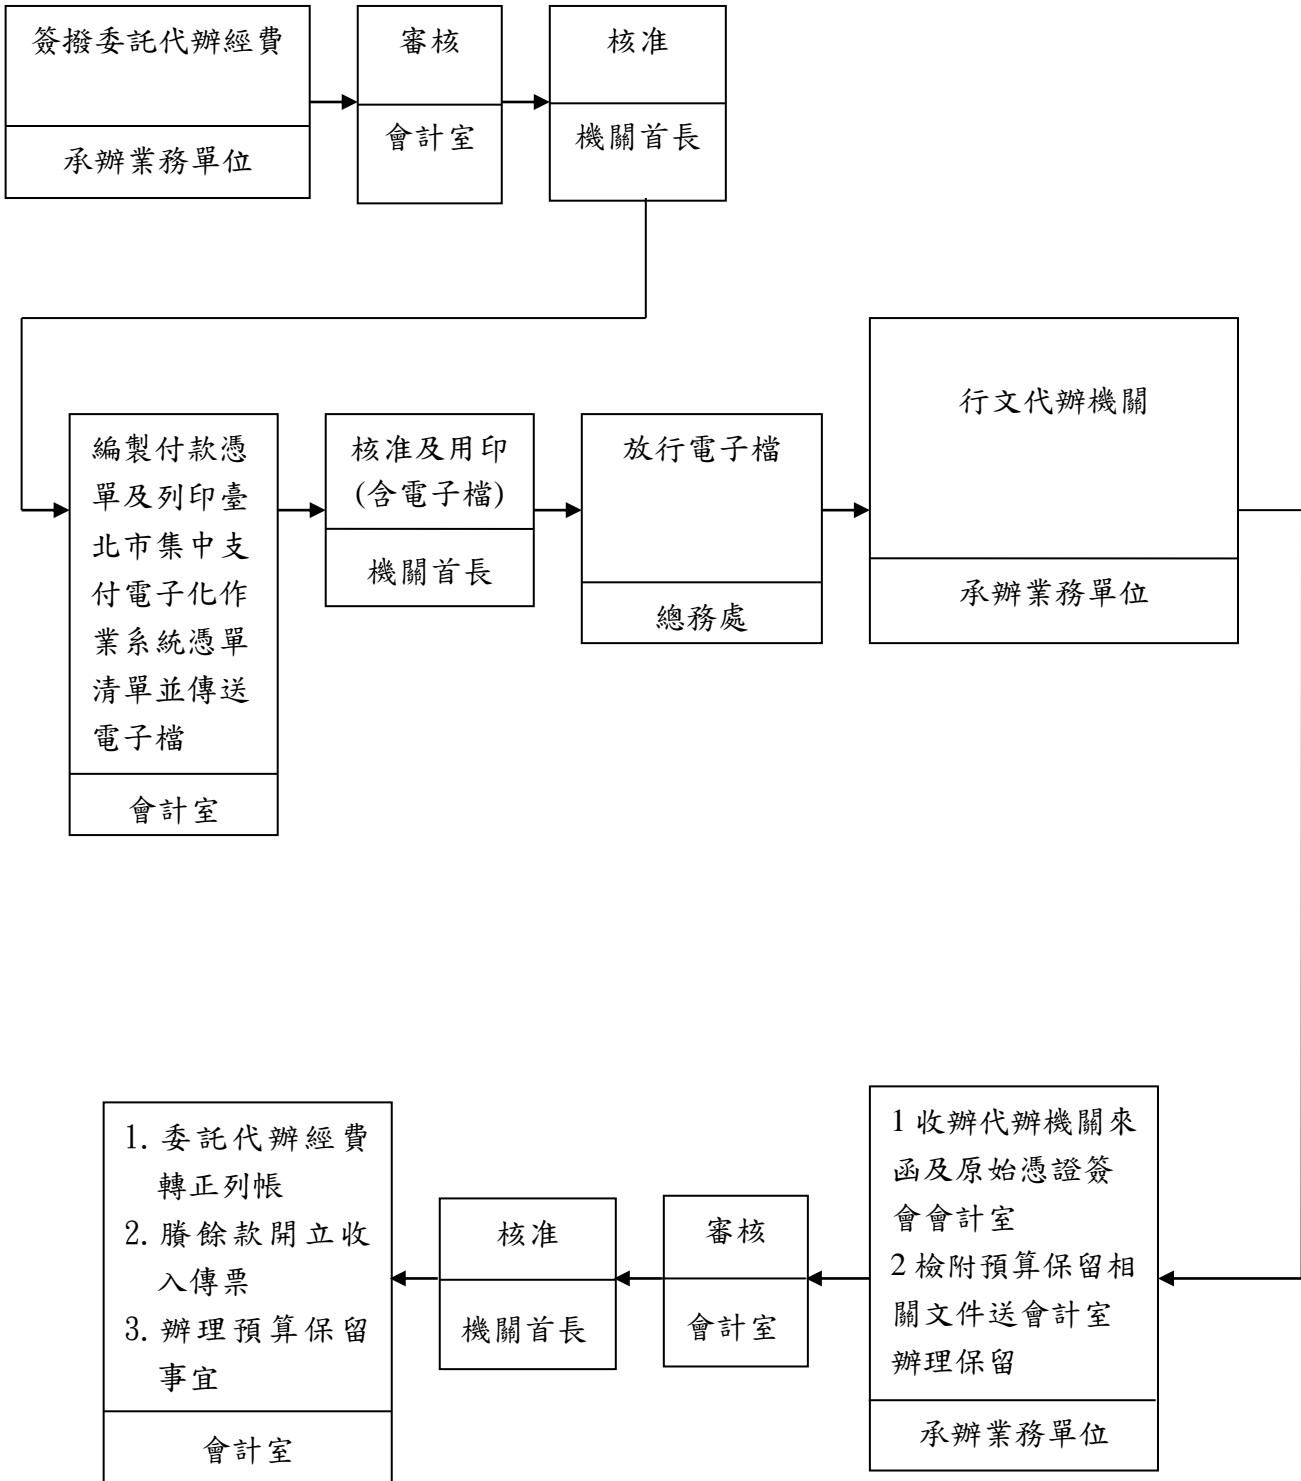 簽撥委託代辦經費
承辦業務單位
審核
會計室
核准
機關首長
編製付款憑
單及列印臺
北市集中支
付電子化作
業系統憑單
清單並傳送
電子檔
會計室
核准及用印
(含電子檔)
機關首長
放行電子檔
總務處
行文代辦機關
承辦業務單位
1 收辦代辦機關來
函及原始憑證簽
會會計室
2 檢附預算保留相
關文件送會計室
辦理保留
承辦業務單位
審核
會計室
核准
機關首長
1. 委託代辦經費
轉正列帳
2. 賸餘款開立收
入傳票
3. 辦理預算保留
事宜
會計室